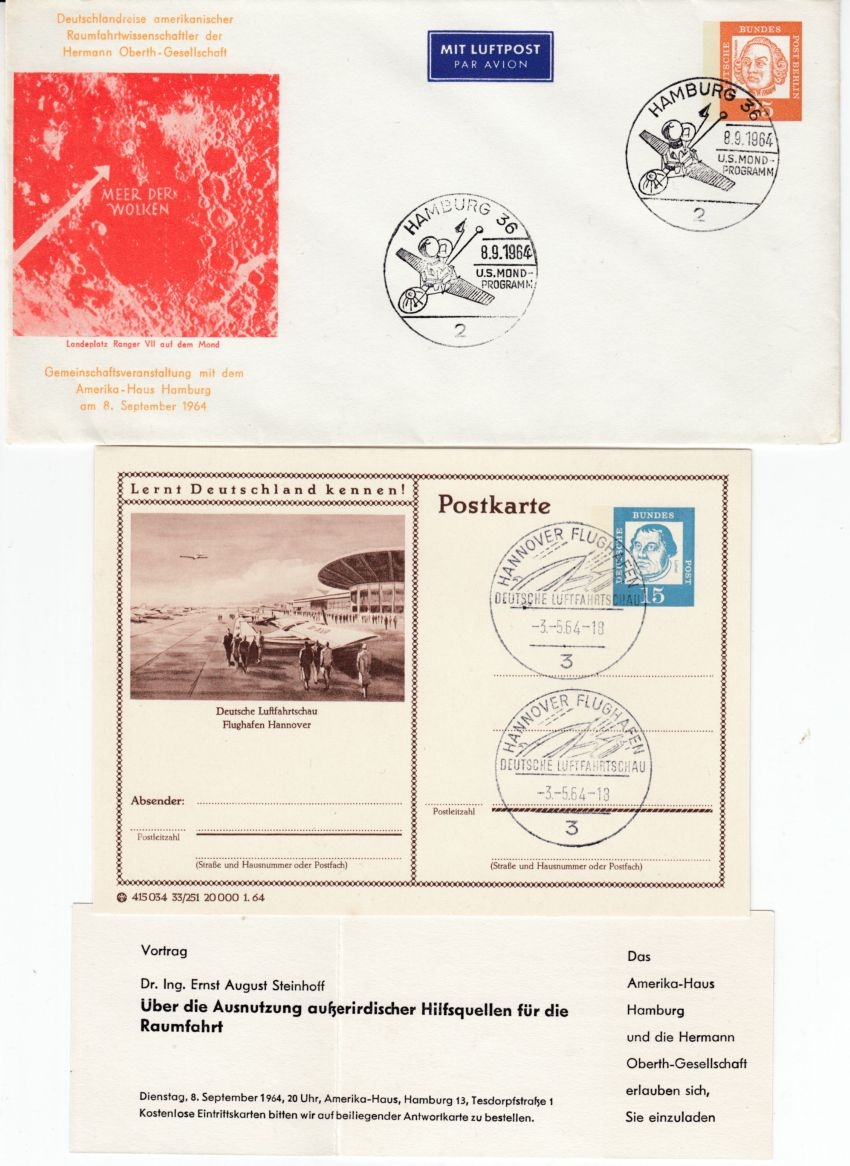 Deutschlandreise amerikanischer
Raumfahrtwissenschaftler der
Hermann Oberth-Gesellschaft
MEER DER
WOLKEN
Landeplatz Ranger VII auf dem Mond
Gemeinschaftsveranstaltung mit dem
Amerika-Haus Hamburg
am 8. September 1964
MIT LUFTPOST
PAR AVION
BUNDES
POST BERLIN
HAMBURG 36
8.9.1964
U.S. MOND-
PROGRAMM
2
HAMBURG 36
8.9.1964
U.S. MOND-
PROGRAMM
2
Lernt Deutschland kennen!
Deutsche Luftfahrtschau
Flughafen Hannover
Absender:
Postleitzahl
(Straße und Hausnummer oder Postfach)
415 034 33/251 20 000 1. 64
Postkarte
DEUTSCHE
BUNDES
POST
15
HANNOVER FLUGHAFEN
DEUTSCHE LUFTFAHRTSCHAU
-3.-5.64-18
3
HANNOVER FLUGHAFEN
DEUTSCHE LUFTFAHRTSCHAU
-3.-5.64-18
3
Postleitzahl
(Straße und Hausnummer oder Postfach)
Vortrag
Dr. Ing. Ernst August Steinhoff
Über die Ausnutzung außerirdischer Hilfsquellen für die
Raumfahrt
Dienstag, 8. September 1964, 20 Uhr, Amerika-Haus, Hamburg 13, Tesdorpfstraße 1
Kostenlose Eintrittskarten bitten wir auf beiliegender Antwortkarte zu bestellen.
Das
Amerika-Haus
Hamburg
und die Hermann
Oberth-Gesellschaft
erlauben sich,
Sie einzuladen